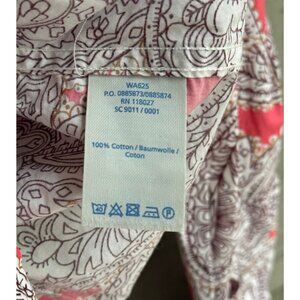 WA625
P.O. 0885873/0885874
RN 118027
SC 9011 / 0001
100% Cotton / Baumwolle /
Coton